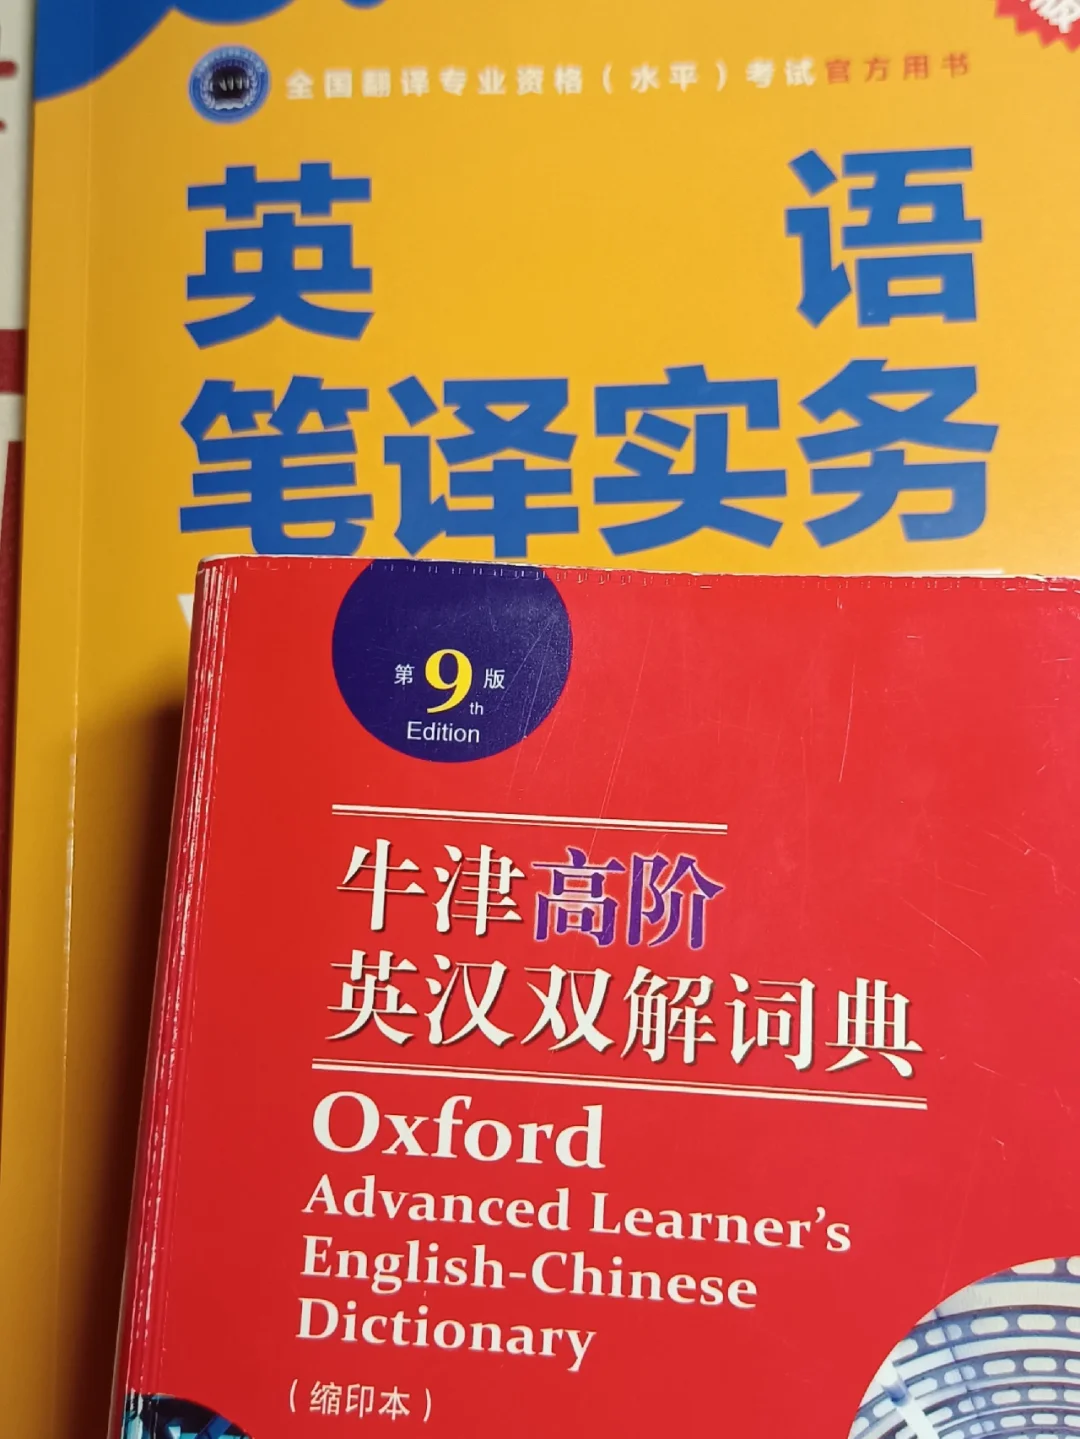 版
全国翻译专业资格（水平）考试官方用书
英 语
笔译实务
第9版
th
Edition
牛津高阶
英汉双解词典
Oxford
Advanced Learner's
English-Chinese
Dictionary
（缩印本）